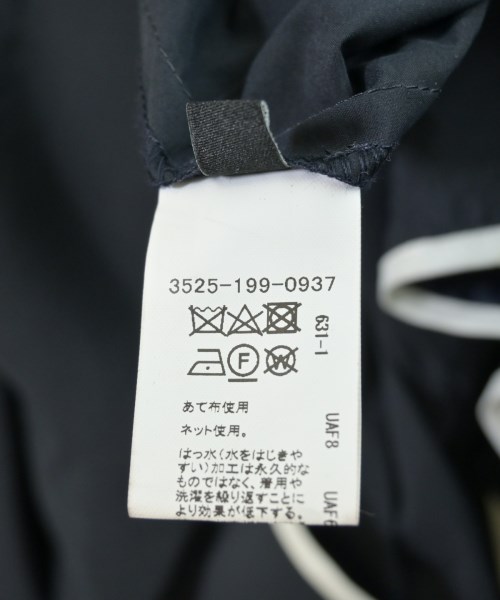 3525-199-0937
631-1
F
W
あて布使用
ネット使用。
はっ水(水をはじきや
すい)加工は永久的な
ものではなく、着用や
洗濯を繰り返すことに
より効果が低下する。
UAF8
UAF6